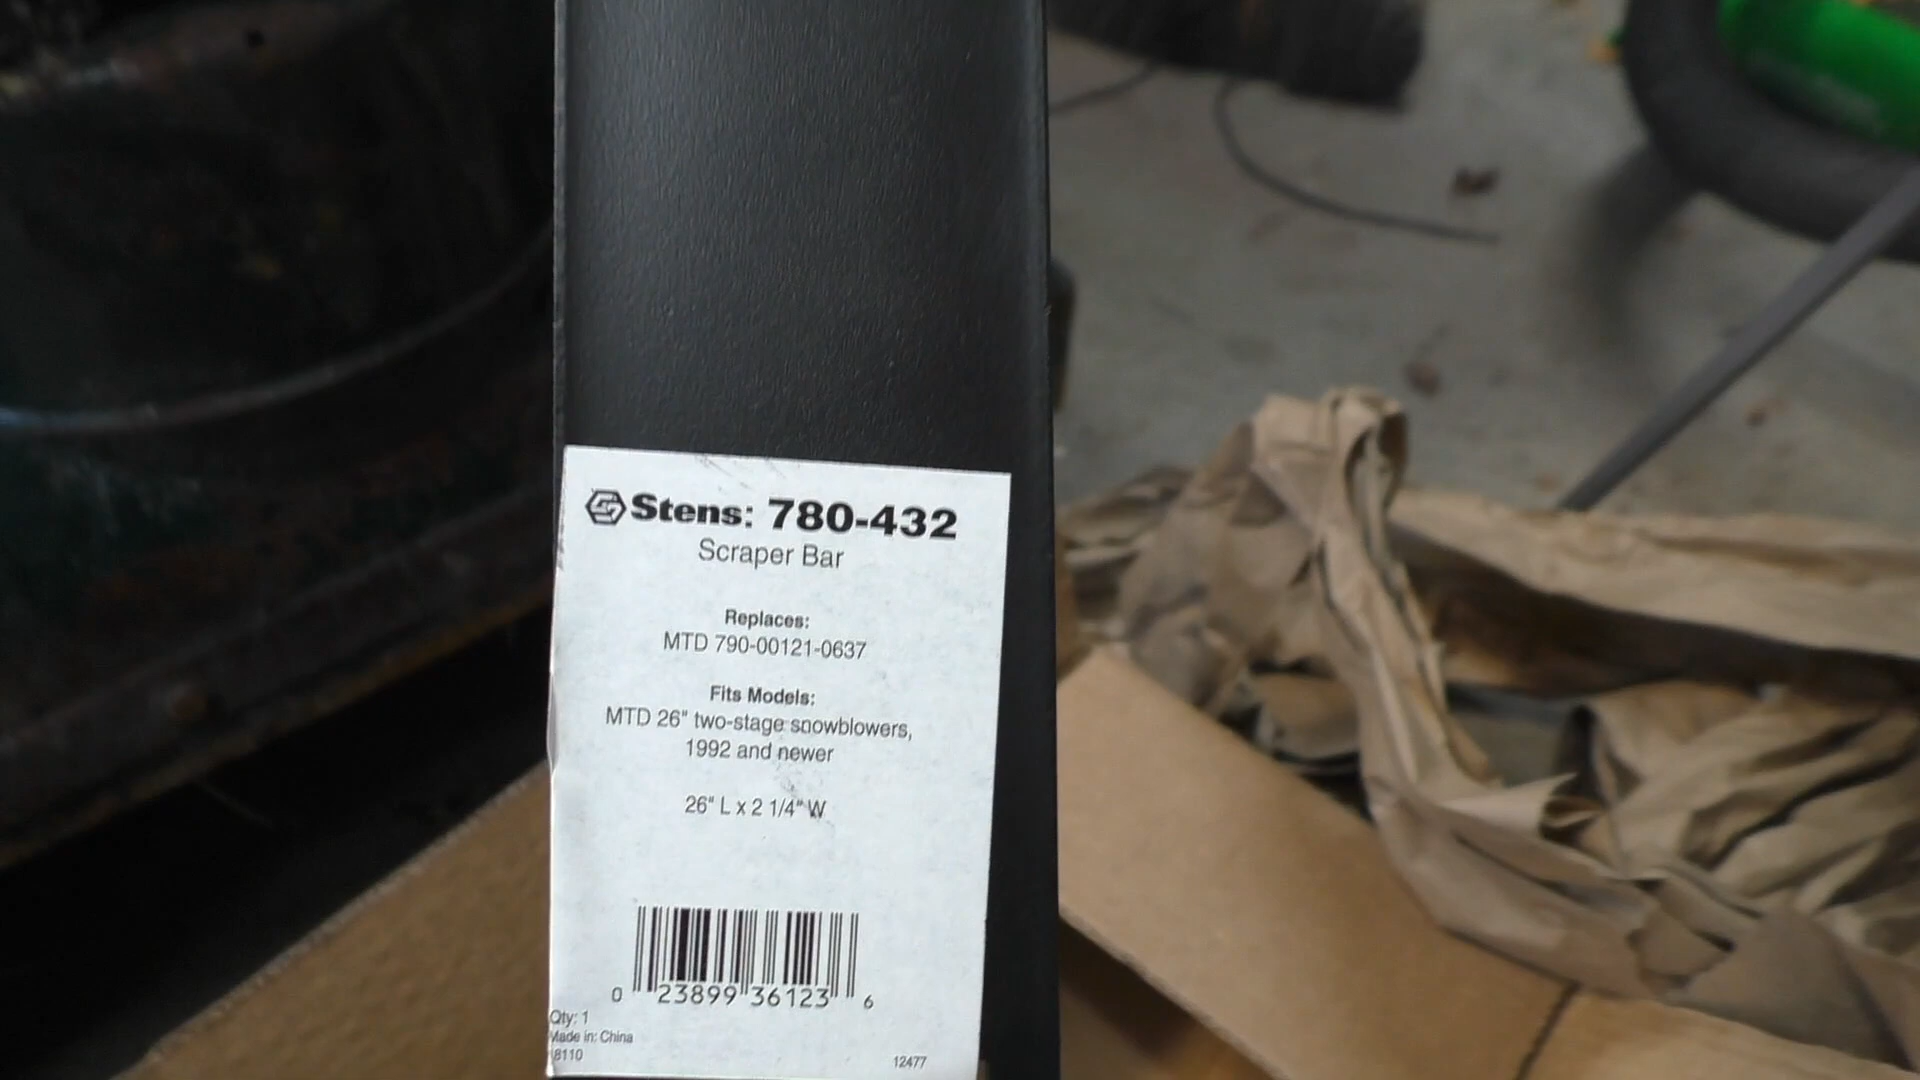 Stens: 780-432
Scraper Bar
Replaces:
MTD 790-00121-0637
Fits Models:
MTD 26" two-stage snowblowers,
1992 and newer
26" L x 2 1/4" W
0 23899 36123 6
Qty: 1
Made in: China
8110
12477